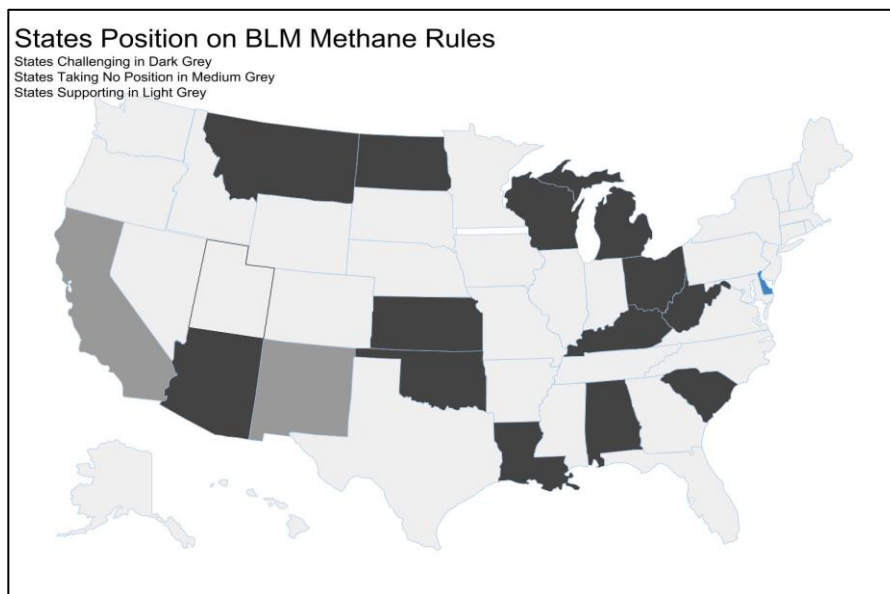 States Position on BLM Methane Rules
States Challenging in Dark Grey
States Taking No Position in Medium Grey
States Supporting in Light Grey